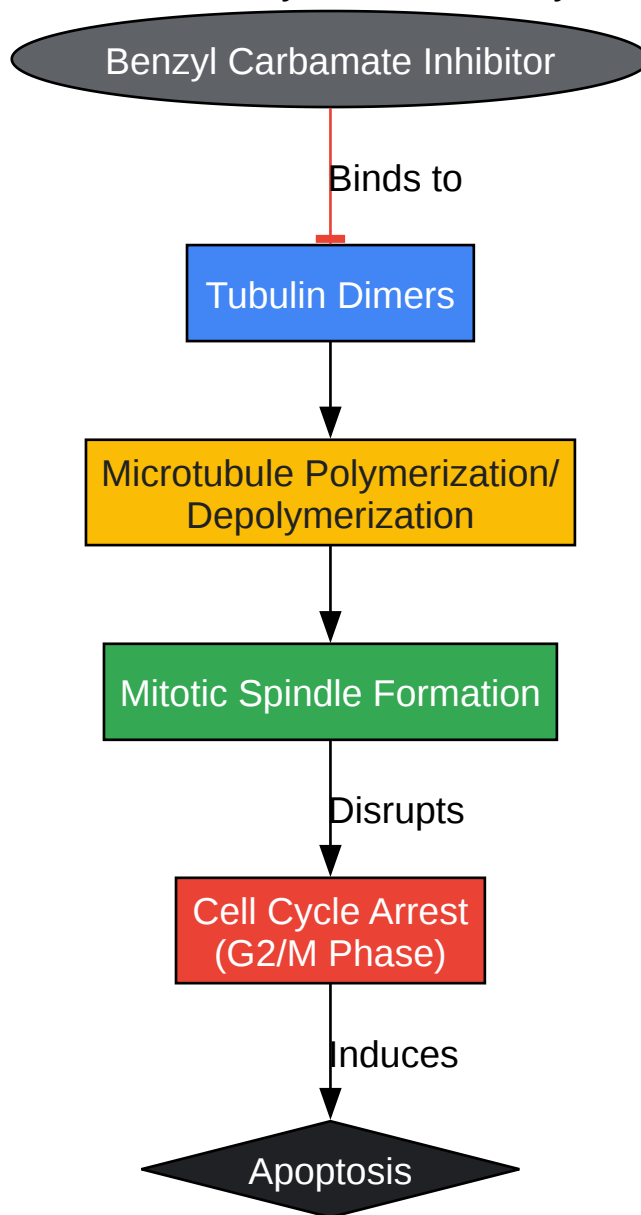 Benzyl Carbamate Inhibitor
Binds to
Tubulin Dimers
Microtubule Polymerization/
Depolymerization
Mitotic Spindle Formation
Disrupts
Cell Cycle Arrest
(G2/M Phase)
Induces
Apoptosis